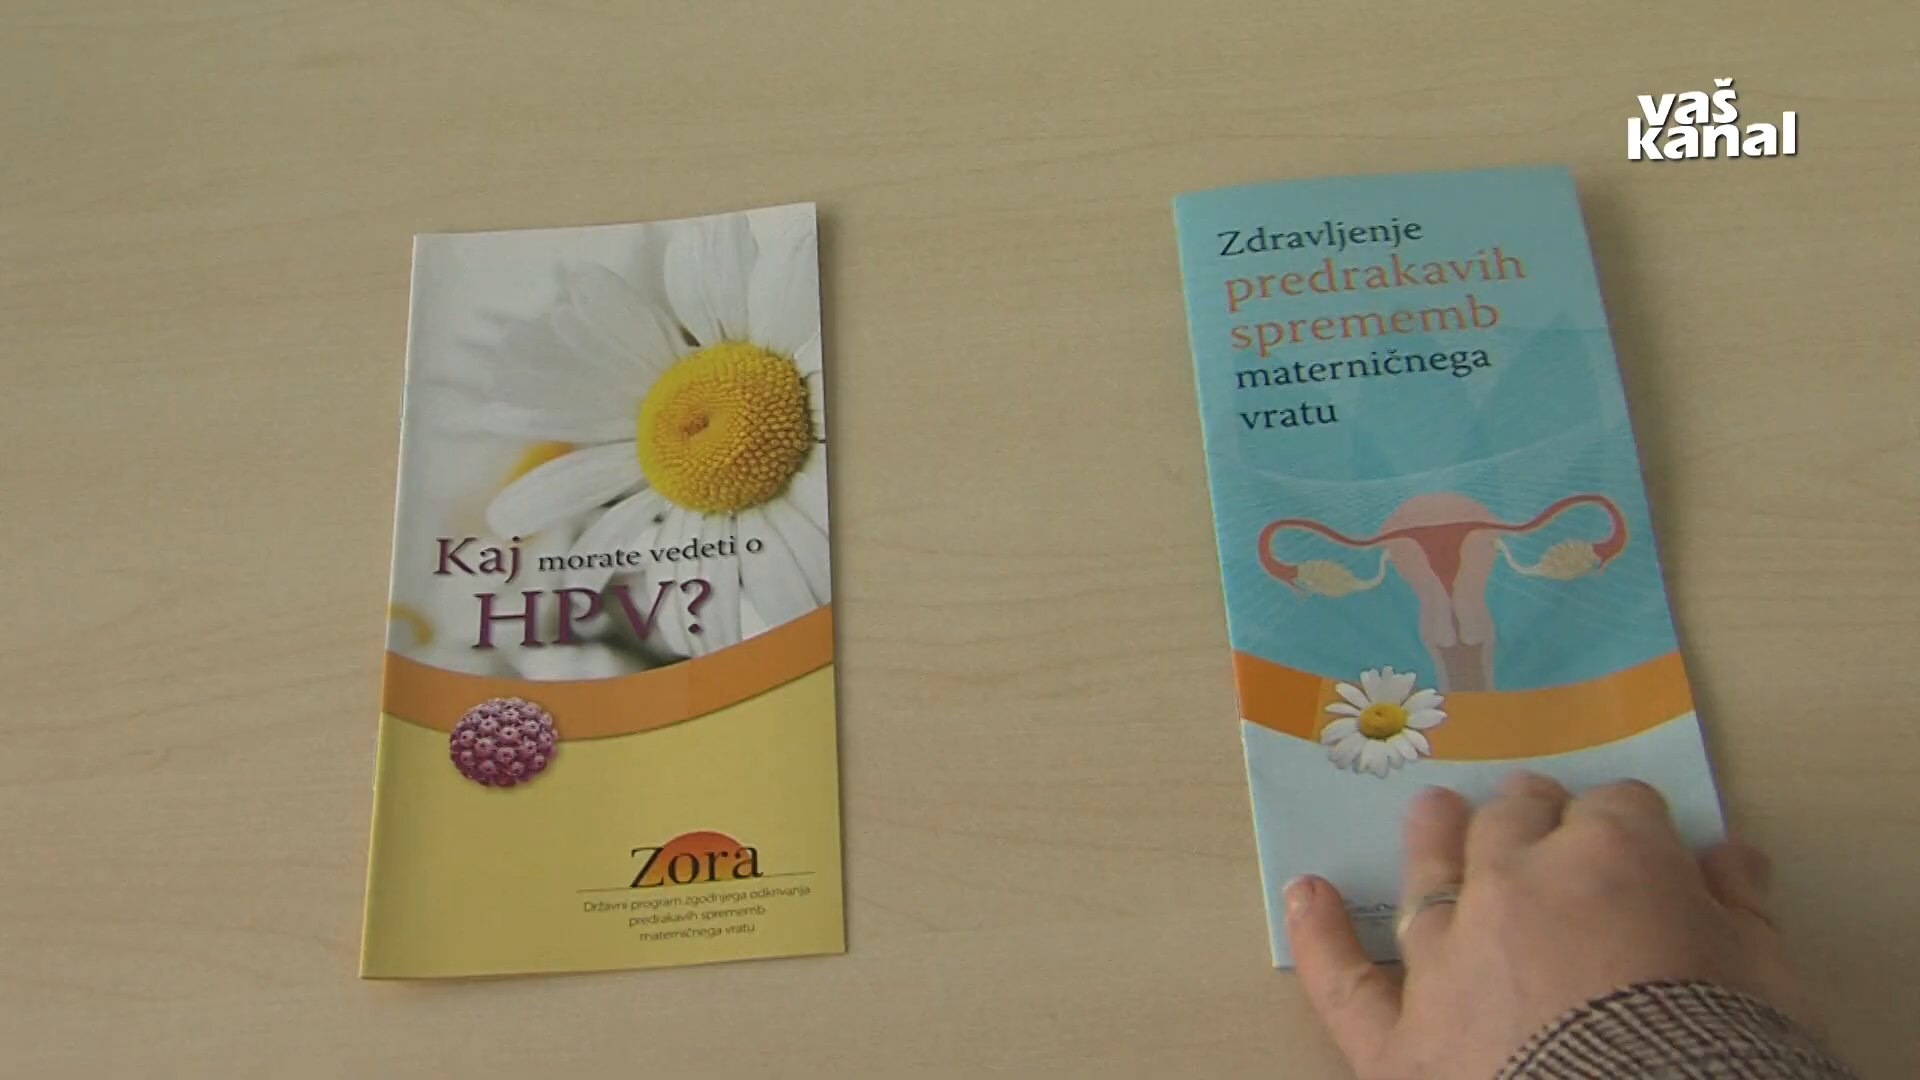 vaš
kanal
Kaj morate vedeti o
HPV?
Zora
Državni program zgodnjega odkrivanja
predrakavih sprememb
materničnega vratu
Zdravljenje
predrakavih
sprememb
materničnega
vratu